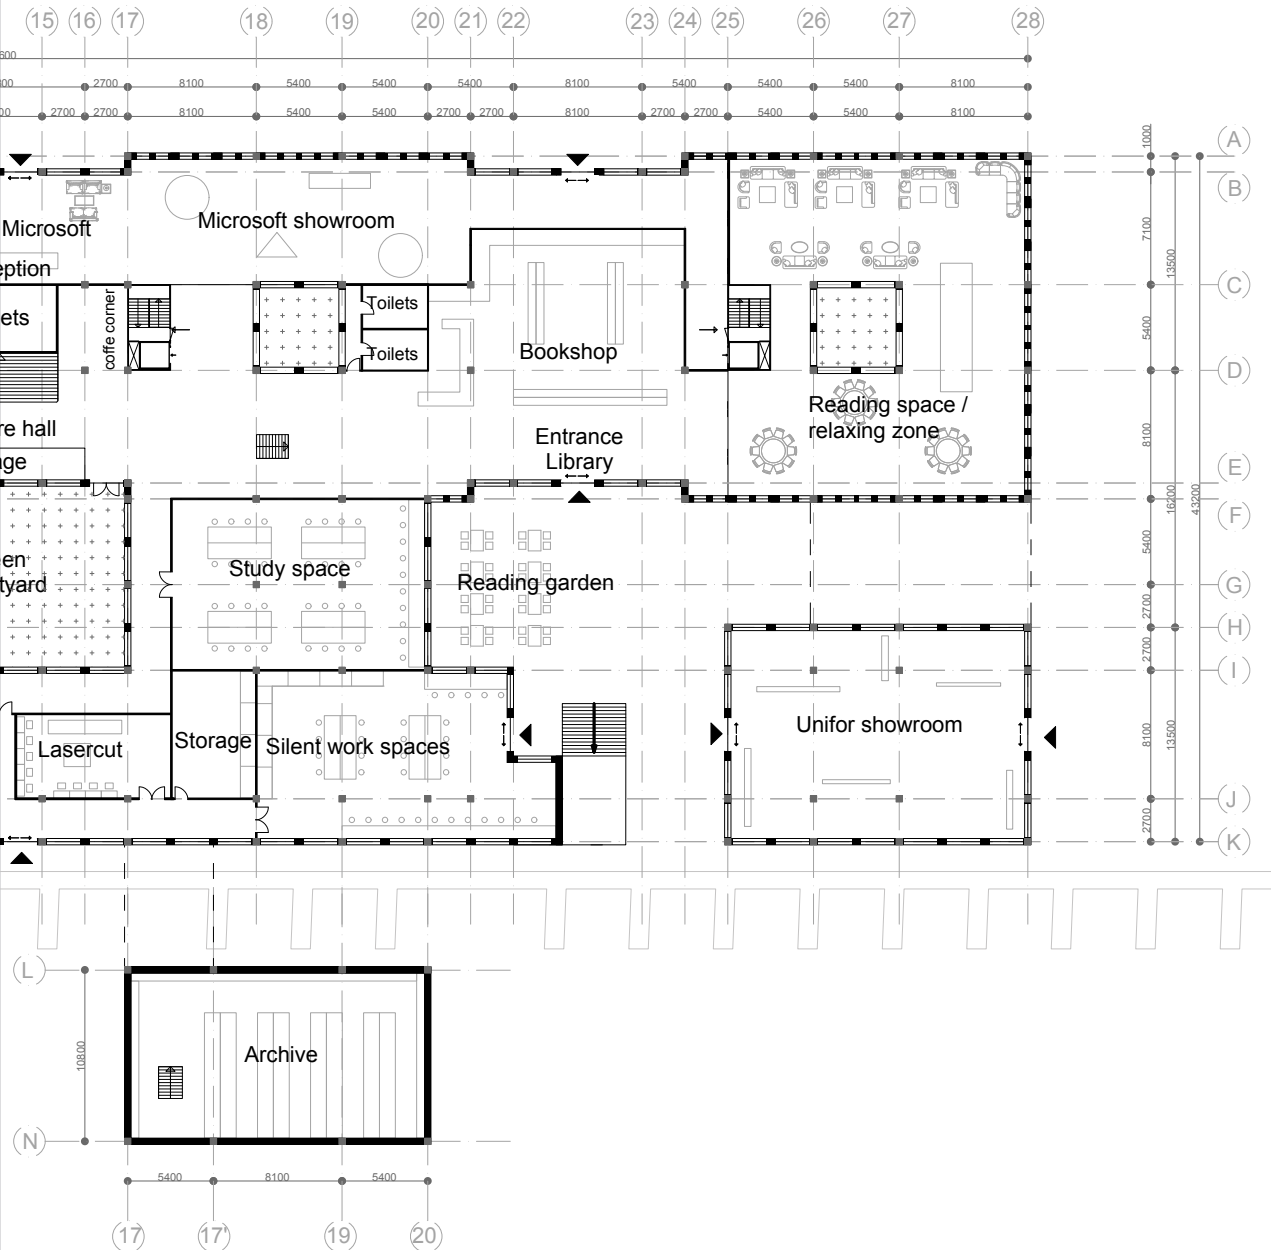 15 16 17 18 19 20 21 22 23 24 25 26 27 28
600
2700 8100 5400 5400 5400 8100 5400 5400 5400 8100
2700 2700 8100 5400 5400 2700 2700 8100 2700 2700 5400 5400 8100
A
1000
B
Microsoft
Microsoft showroom
7100
13500
eption
C
Toilets
coffe corner
ets
5400
Bookshop
Toilets
D
Reading space /
relaxing zone
re hall
Entrance
Library
8100
age
E
16200
43200
F
een
tyard
Study space
Reading garden
5400
G
2700
H
2700
I
Lasercut
Storage
Silent work spaces
Unifor showroom
8100
13500
J
2700
K
L
10800
Archive
N
5400 8100 5400
17 17' 19 20